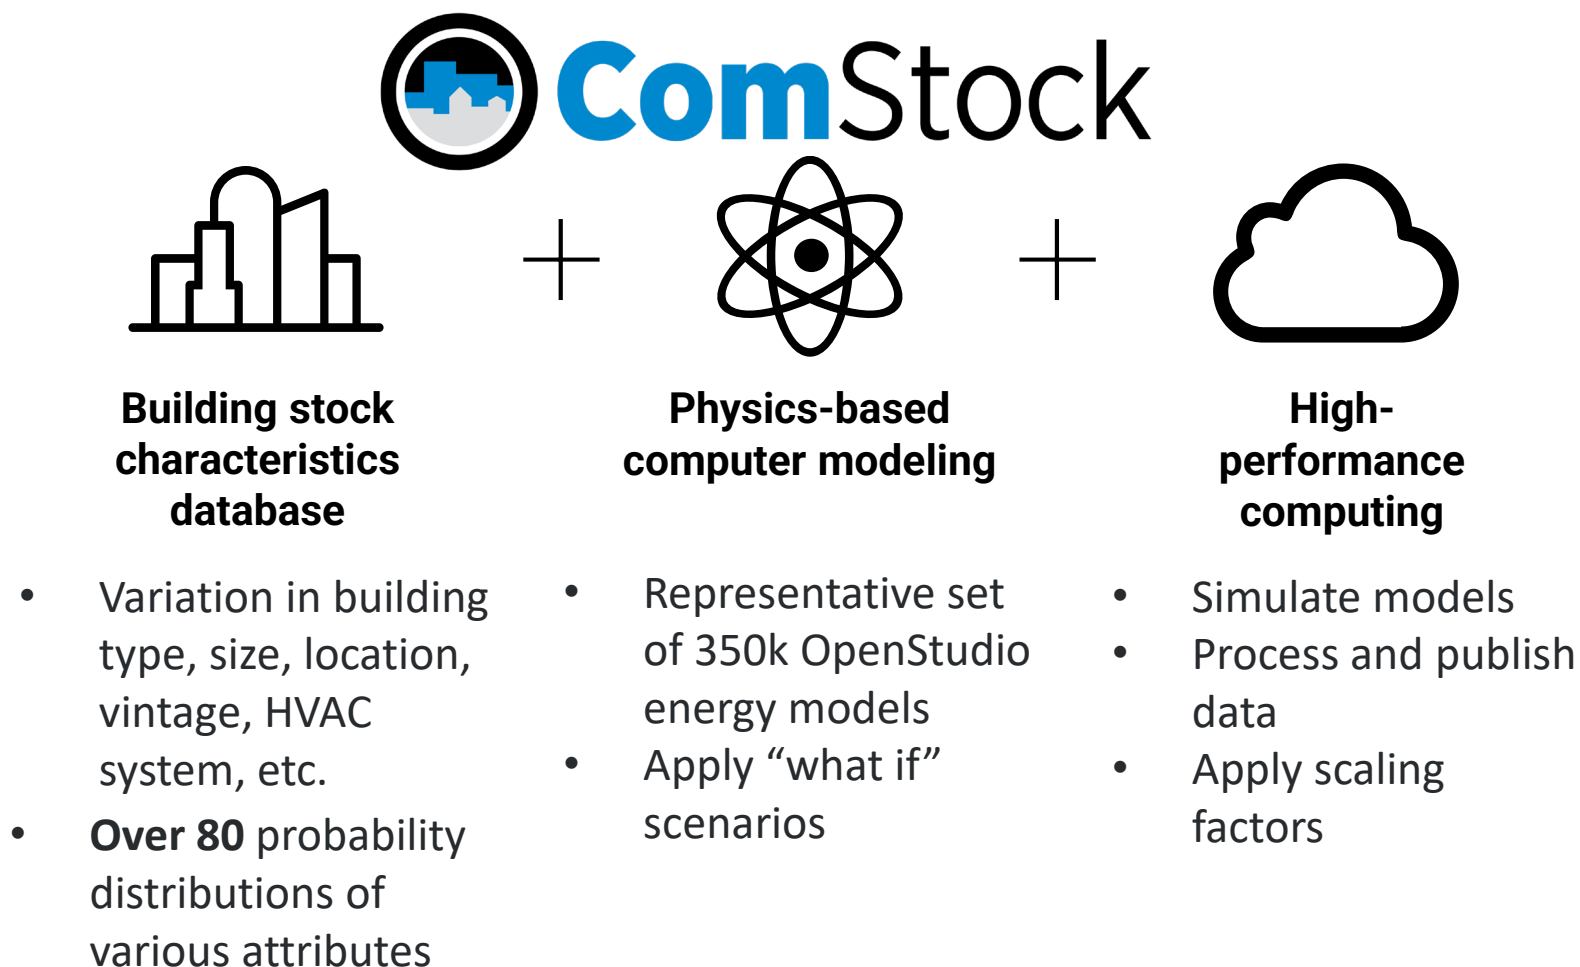 ComStock
Building stock
characteristics
database
• Variation in building
type, size, location,
vintage, HVAC
system, etc.
• Over 80 probability
distributions of
various attributes
Physics-based
computer modeling
• Representative set
of 350k OpenStudio
energy models
• Apply “what if”
scenarios
High-
performance
computing
• Simulate models
• Process and publish
data
• Apply scaling
factors